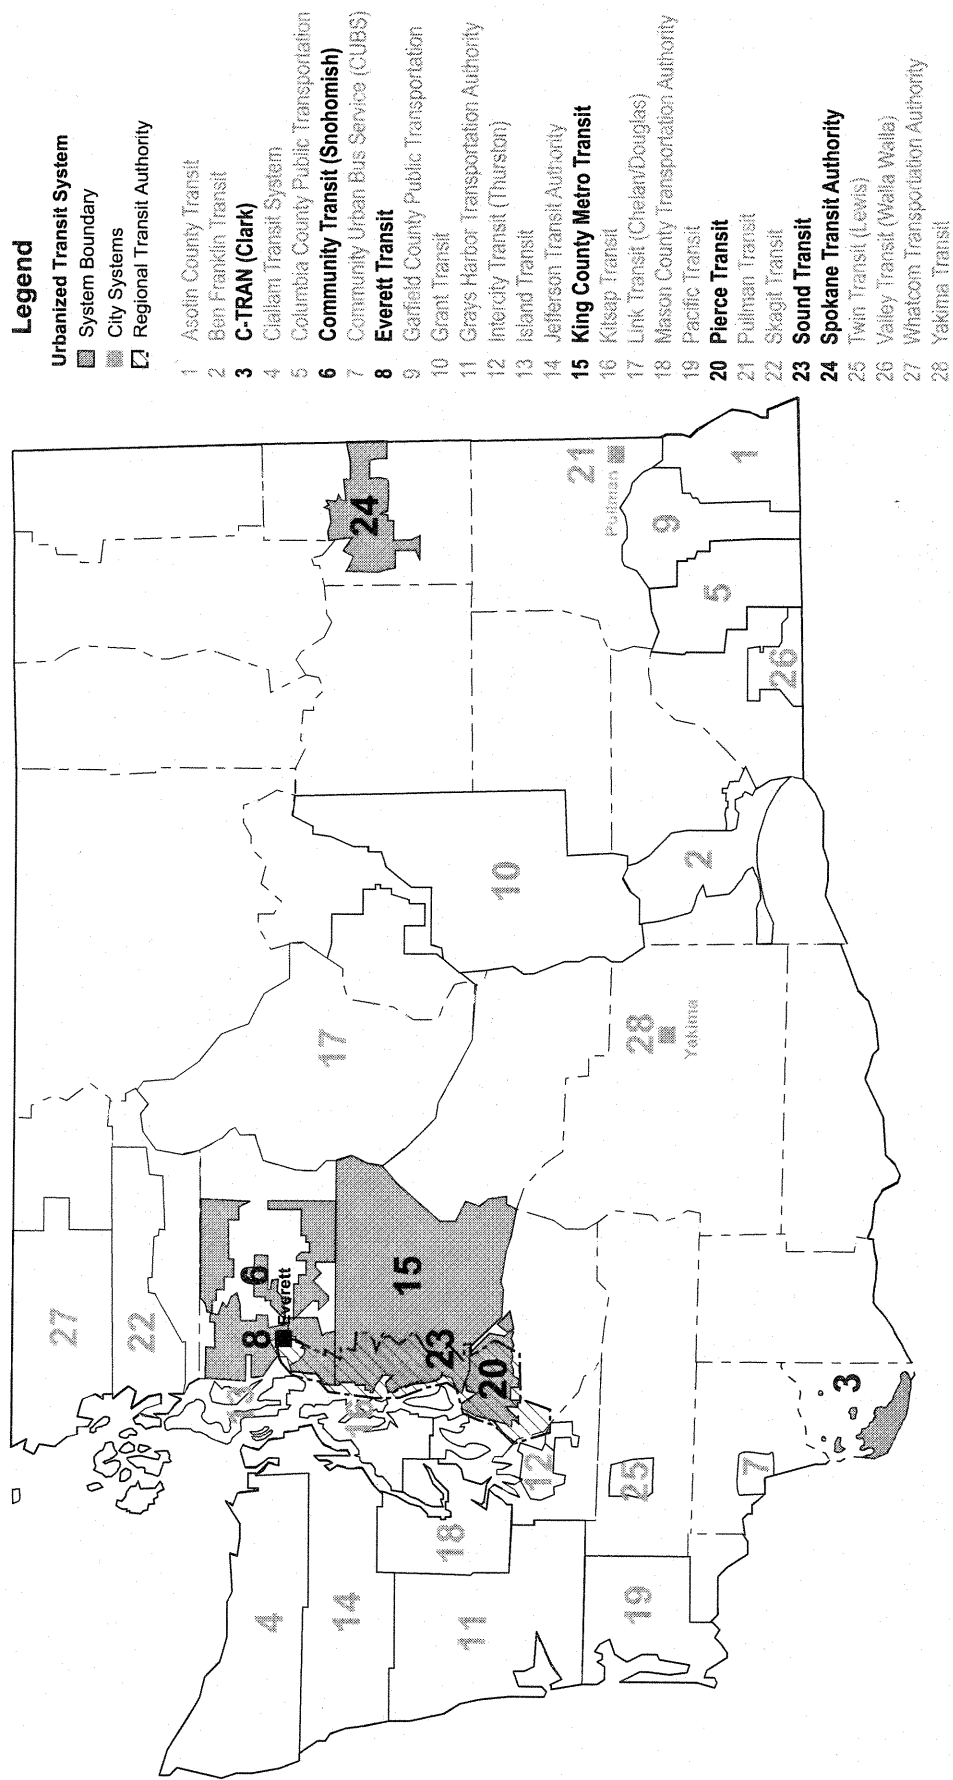 Legend
Urbanized Transit System
System Boundary
City Systems
Regional Transit Authority
1 Asotin County Transit
2 Ben Franklin Transit
3 C-TRAN (Clark)
4 Clallam Transit System
5 Columbia County Public Transportation
6 Community Transit (Snohomish)
7 Community Urban Bus Service (CUBS)
8 Everett Transit
9 Garfield County Public Transportation
10 Grant Transit
11 Grays Harbor Transportation Authority
12 Intercity Transit (Thurston)
13 Island Transit
14 Jefferson Transit Authority
15 King County Metro Transit
16 Kitsap Transit
17 Link Transit (Chelan/Douglas)
18 Mason County Transportation Authority
19 Pacific Transit
20 Pierce Transit
21 Pullman Transit
22 Skagit Transit
23 Sound Transit
24 Spokane Transit Authority
25 Twin Transit (Lewis)
26 Valley Transit (Walla Walla)
27 Whatcom Transportation Authority
28 Yakima Transit
27
22
13
8
6
Everett
4
14
16
15
17
24
23
20
10
18
11
12
21
Pullman
9
1
5
26
2
28
Yakima
25
19
7
3